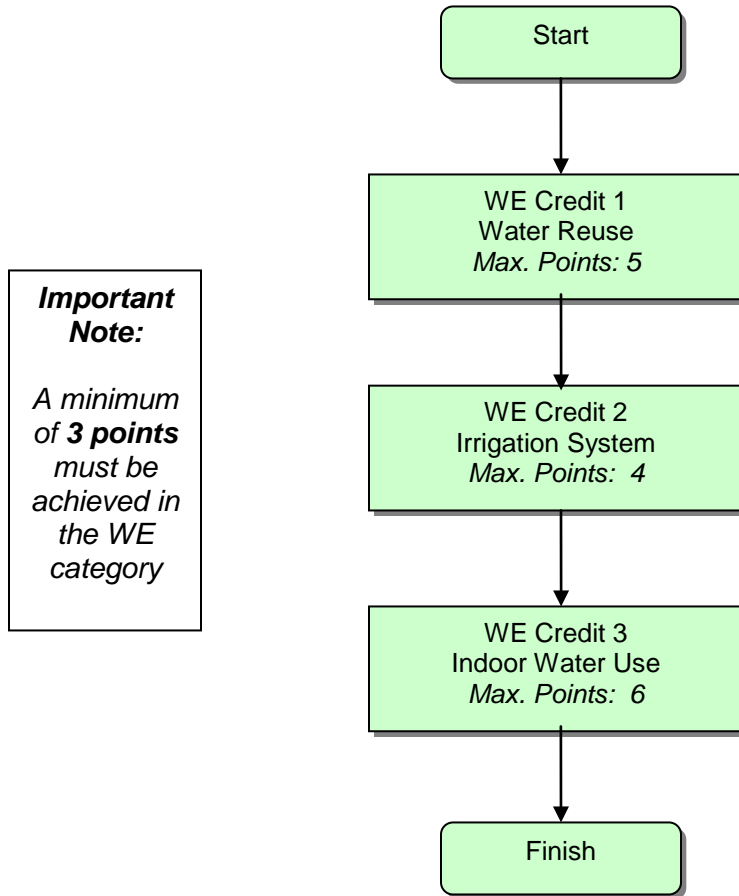 Start
WE Credit 1
Water Reuse
Max. Points: 5
Important
Note:
A minimum
of 3 points
must be
achieved in
the WE
category
WE Credit 2
Irrigation System
Max. Points: 4
WE Credit 3
Indoor Water Use
Max. Points: 6
Finish